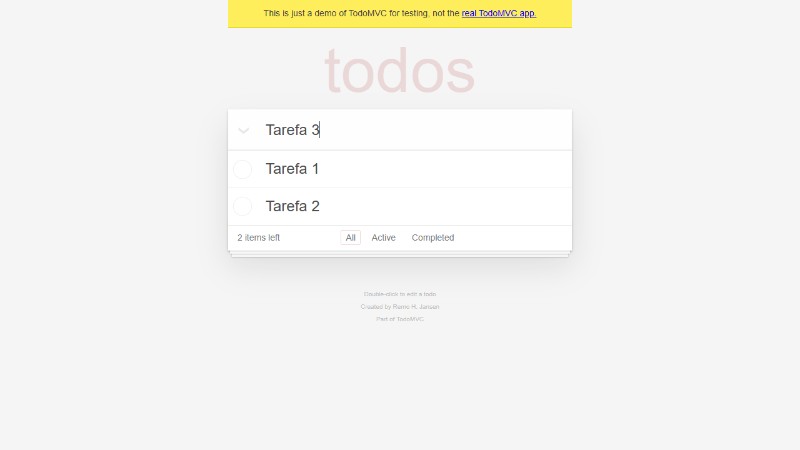 This is just a demo of TodoMVC for testing, not the real TodoMVC app.
todos
Tarefa 3
Tarefa 1
Tarefa 2
2 items left All Active Completed
Double-click to edit a todo
Created by Remo H. Jansen
Part of TodoMVC